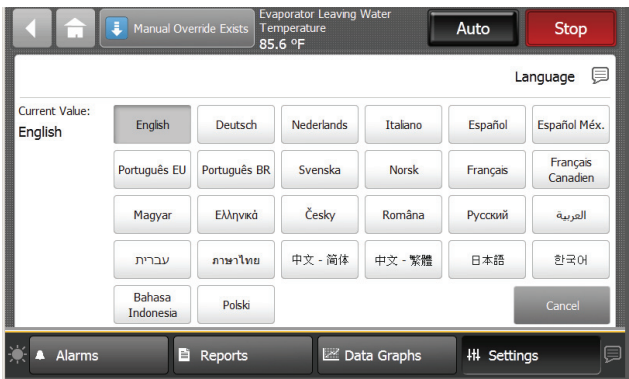 Manual Override Exists
Evaporator Leaving Water
Temperature
85.6 ºF
Auto
Stop
Language
Current Value:
English
English
Deutsch
Nederlands
Italiano
Español
Español Méx.
Português EU
Português BR
Svenska
Norsk
Français
Français
Canadien
Magyar
Ελληνικά
Česky
Româna
Русский
العربية
עברית
ภาษาไทย
中文 - 简体
中文 - 繁體
日本語
한국어
Bahasa
Indonesia
Polski
Cancel
Alarms
Reports
Data Graphs
Settings